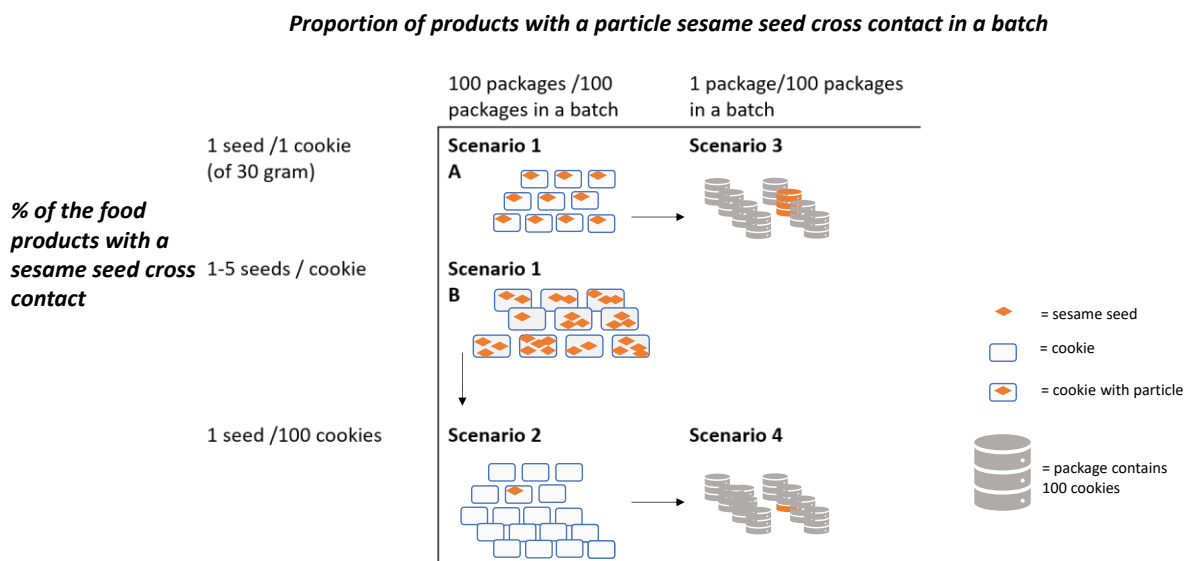 Proportion of products with a particle sesame seed cross contact in a batch
100 packages /100
packages in a batch
1 package/100 packages
in a batch
1 seed /1 cookie
(of 30 gram)
Scenario 1
A
Scenario 3
% of the food
products with a
sesame seed cross
contact
1-5 seeds / cookie
Scenario 1
B
= sesame seed
= cookie
= cookie with particle
1 seed /100 cookies
Scenario 2
Scenario 4
= package contains
100 cookies